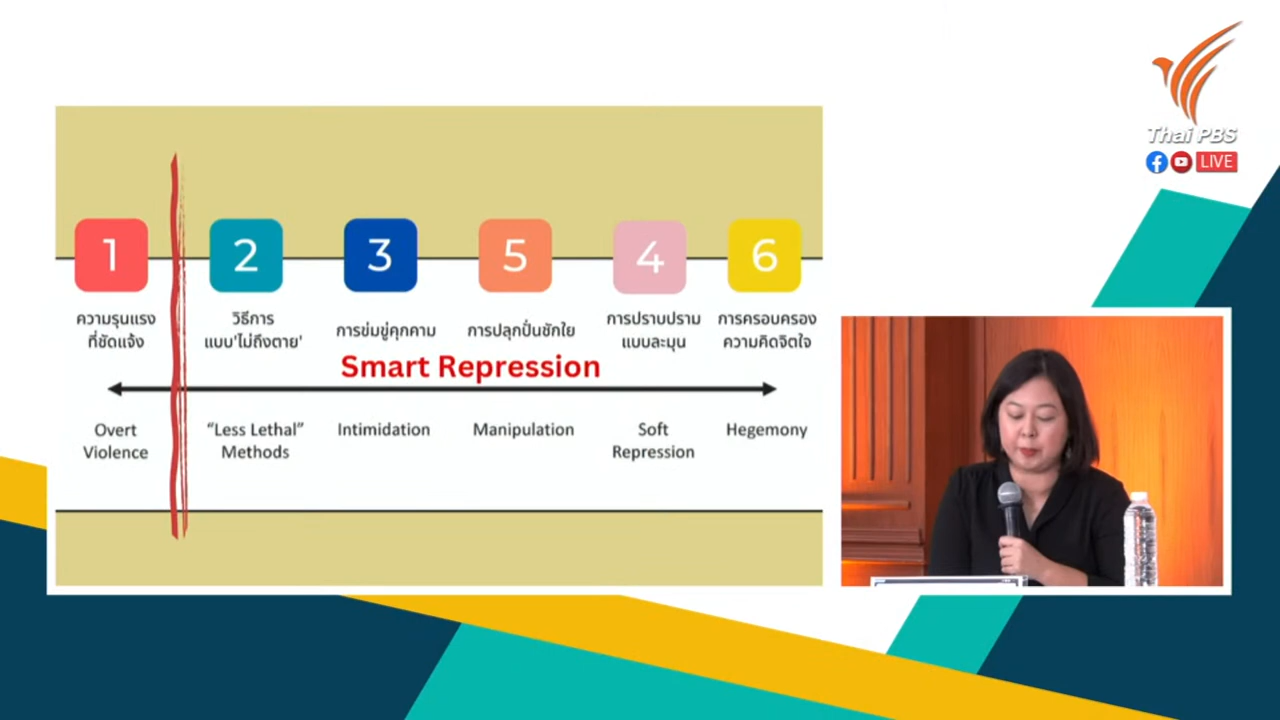 Thai PBS
LIVE
1
2
3
5
4
6
ความรุนแรง
ที่ชัดแจ้ง
วิธีการ
แบบ'ไม่ถึงตาย'
การข่มขู่คุกคาม
การปลุกปั่นชักใย
การปราบปราม
แบบละมุน
การครอบครอง
ความคิดจิตใจ
Smart Repression
Overt
Violence
“Less Lethal”
Methods
Intimidation
Manipulation
Soft
Repression
Hegemony